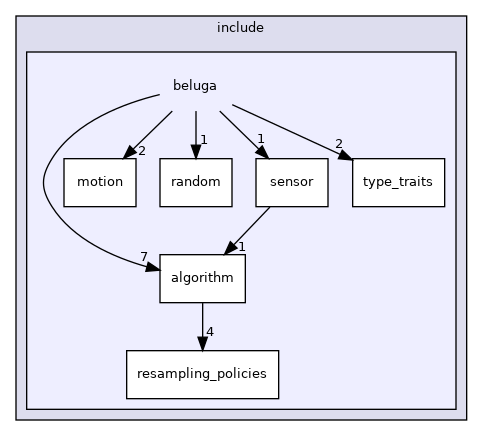 include
beluga
2 1 1 2
motion random sensor type_traits
7 1
algorithm
4
resampling_policies